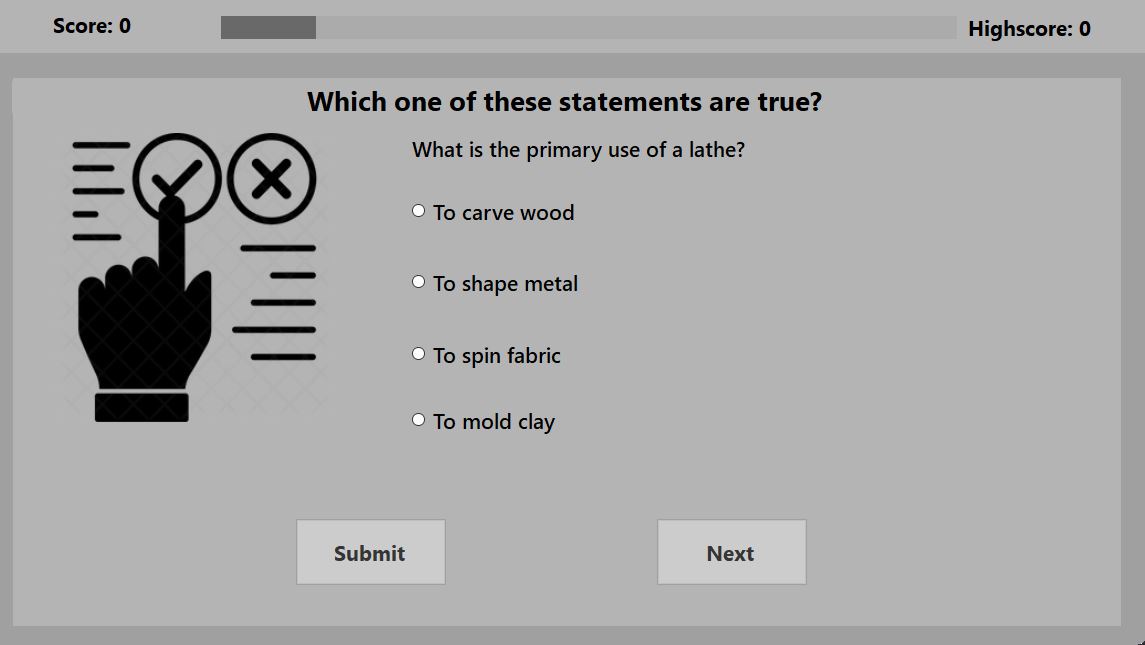 Score: 0
Highscore: 0
Which one of these statements are true?
What is the primary use of a lathe?
To carve wood
To shape metal
To spin fabric
To mold clay
Submit
Next